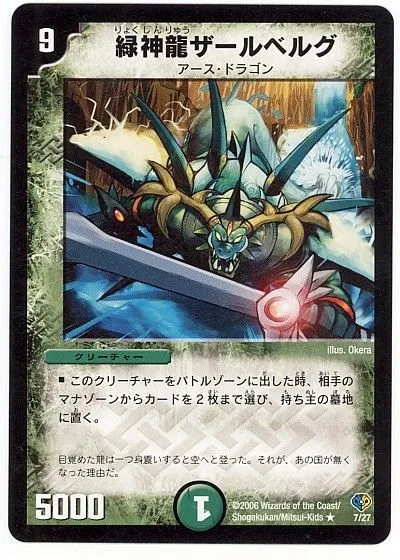 9
りょくしんりゅう
緑神龍ザールベルグ
アース・ドラゴン
illus. Okera
クリーチャー
■ このクリーチャーをバトルゾーンに出した時、相手の
マナゾーンからカードを2枚まで選び、持ち主の墓地
に置く。
目覚めた龍は一つ身震いすると空へと登った。それが、あの国が無く
なった理由だ。
5000
1
©2006 Wizards of the Coast/
Shogakukan/Mitsui-Kids ★ 7/27